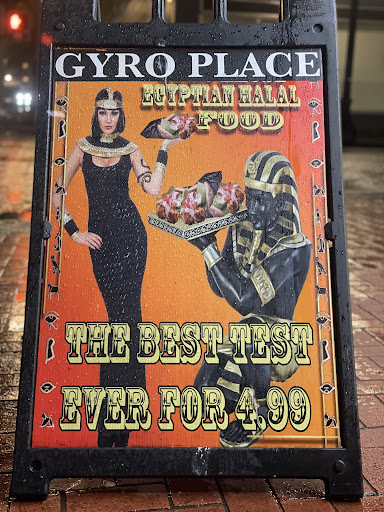 GYRO PLACE
EGYPTIAN HALAL
FOOD
THE BEST TEST
EVER FOR 4.99